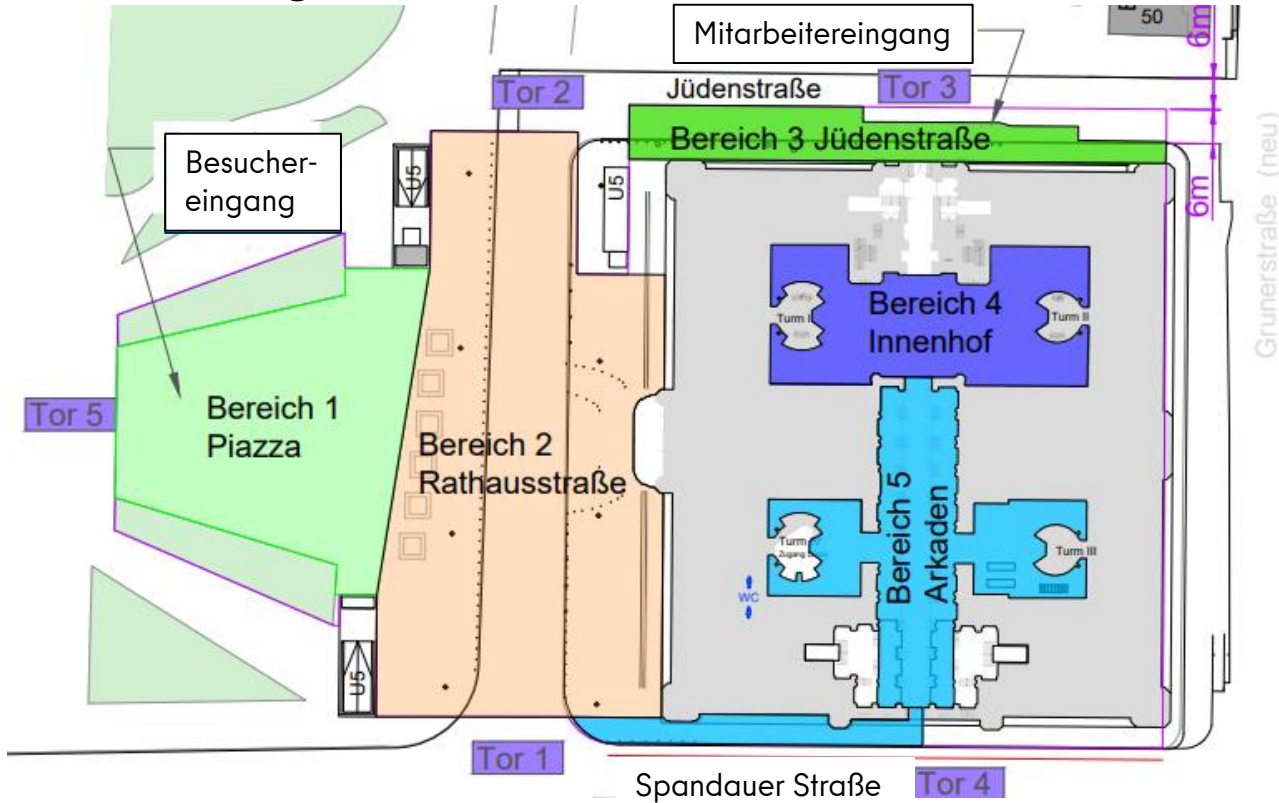 50
6m
Mitarbeitereingang
Tor 2
Jüdenstraße
Tor 3
Bereich 3 Jüdenstraße
Besucher-
eingang
U5
U5
6m
Grunerstraße (neu)
Bereich 4
Innenhof
Turm I
Turm II
Tor 5
Bereich 1
Piazza
Bereich 2
Rathausstraße
Bereich 5
Arkaden
Turm
Zugang
Turm III
WC
U5
Tor 1
Spandauer Straße
Tor 4